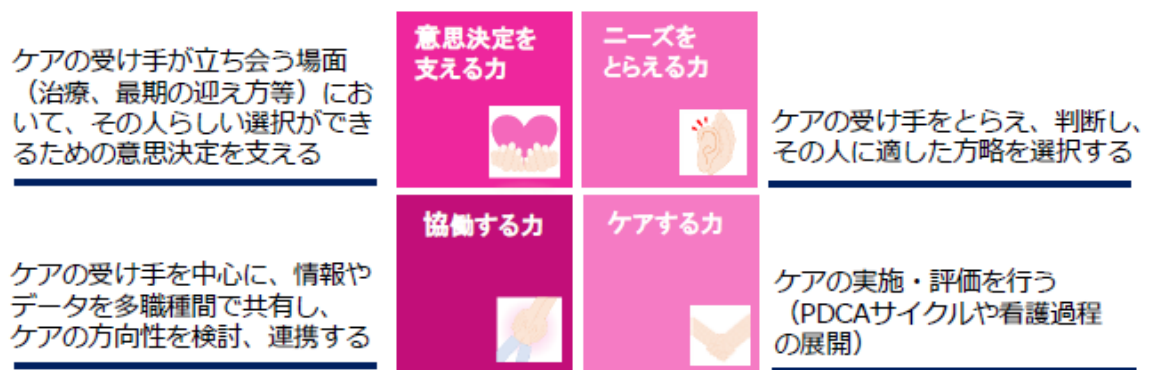 ケアの受け手が立ち会う場面
（治療、最期の迎え方等）にお
いて、その人らしい選択ができ
るための意思決定を支える
意思決定を
支える力
ニーズを
とらえる力
ケアの受け手をとらえ、判断し、
その人に適した方略を選択する
ケアの受け手を中心に、情報や
データを多職種間で共有し、
ケアの方向性を検討、連携する
協働する力
ケアする力
ケアの実施・評価を行う
（PDCAサイクルや看護過程
の展開）